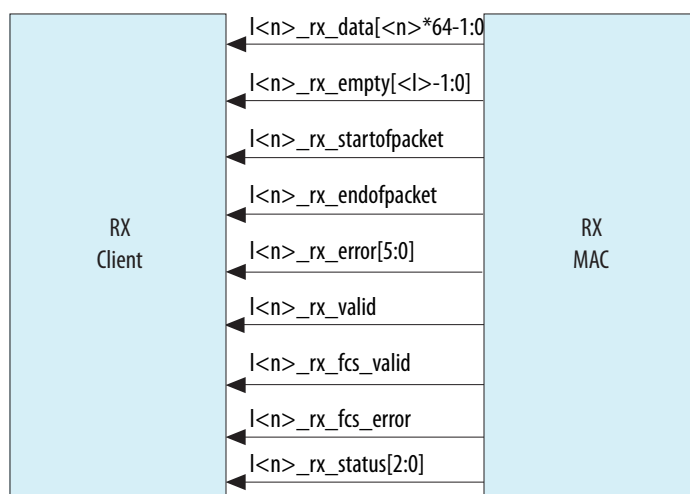 l<n>_rx_data[<n>*64-1:0
l<n>_rx_empty[<l>-1:0]
l<n>_rx_startofpacket
l<n>_rx_endofpacket
RX
Client
RX
MAC
l<n>_rx_error[5:0]
l<n>_rx_valid
l<n>_rx_fcs_valid
l<n>_rx_fcs_error
l<n>_rx_status[2:0]